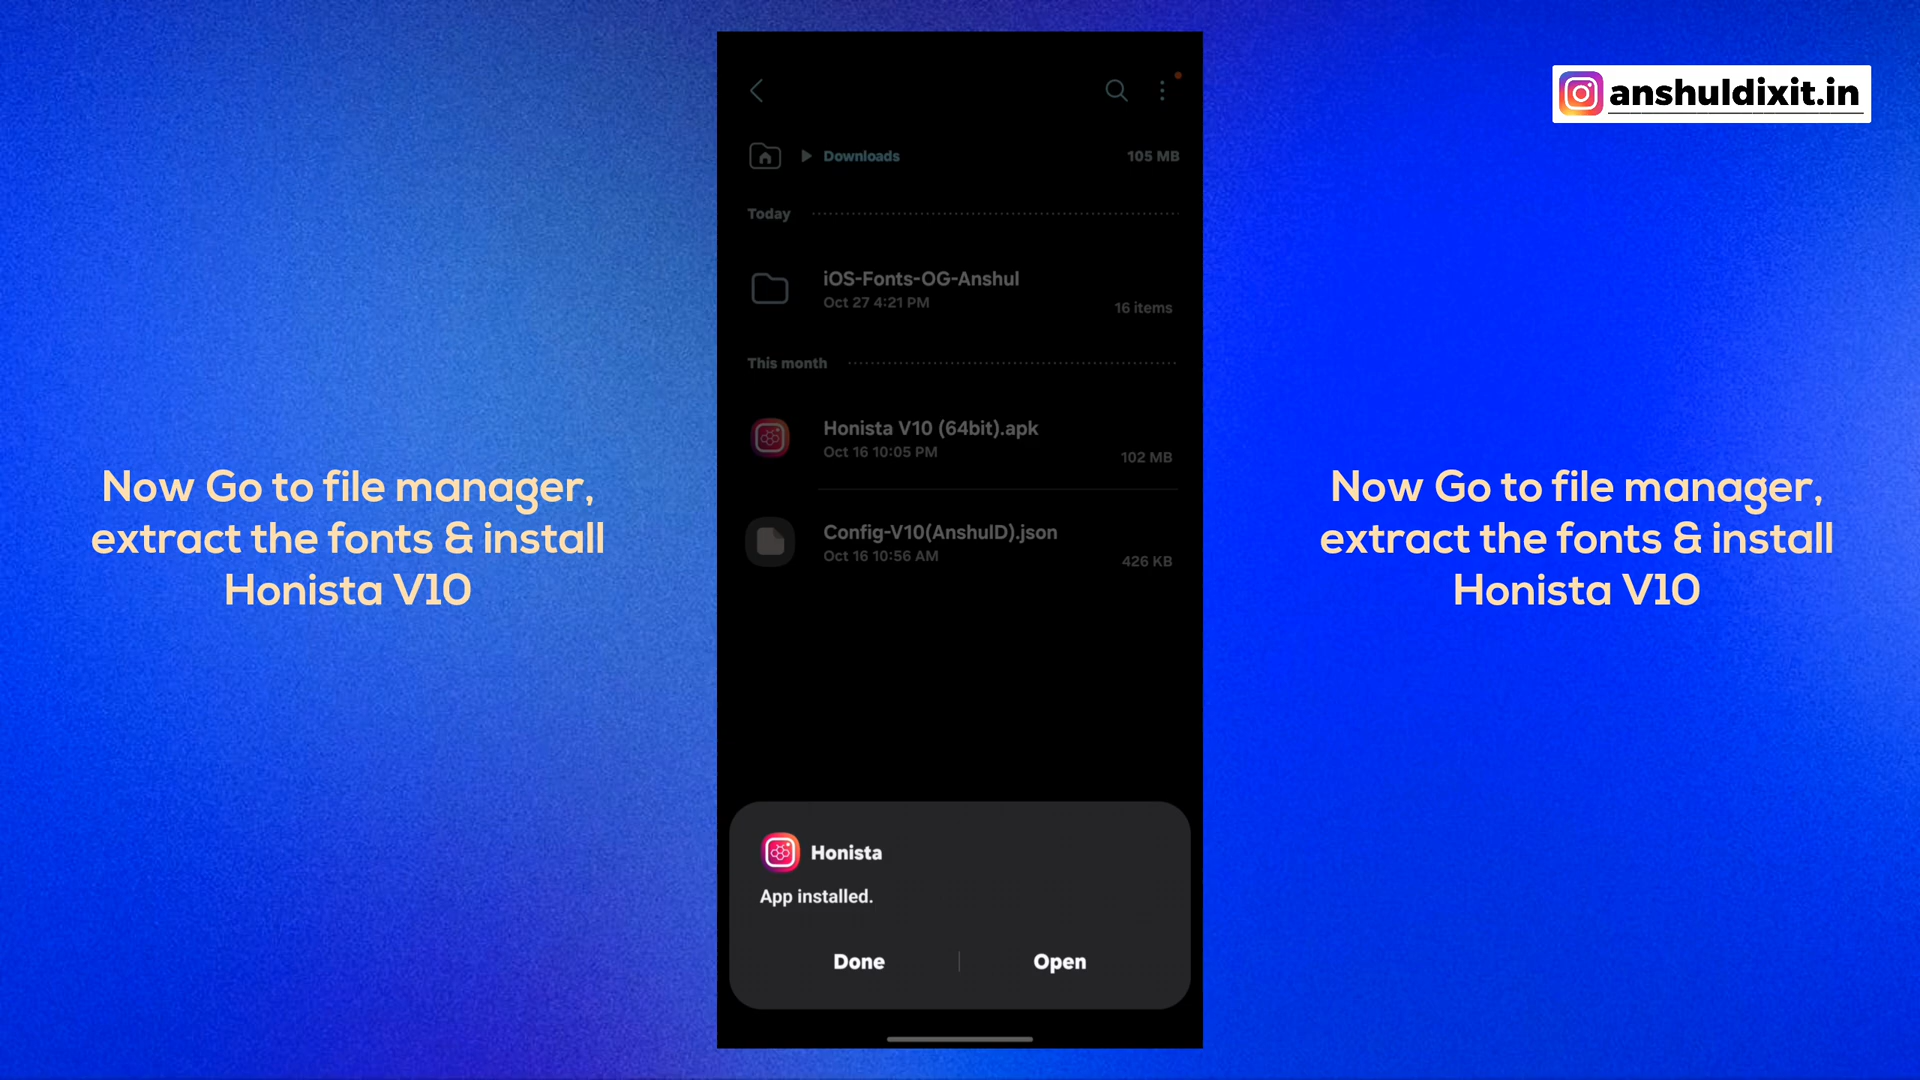 anshuldixit.in
Downloads
105 MB
Today
iOS-Fonts-OG-Anshul
Oct 27 4:21 PM
16 items
This month
Honista V10 (64bit).apk
Oct 16 10:05 PM
102 MB
Config-V10(AnshulD).json
Oct 16 10:56 AM
426 KB
Now Go to file manager,
extract the fonts & install
Honista V10
Now Go to file manager,
extract the fonts & install
Honista V10
Honista
App installed.
Done
Open